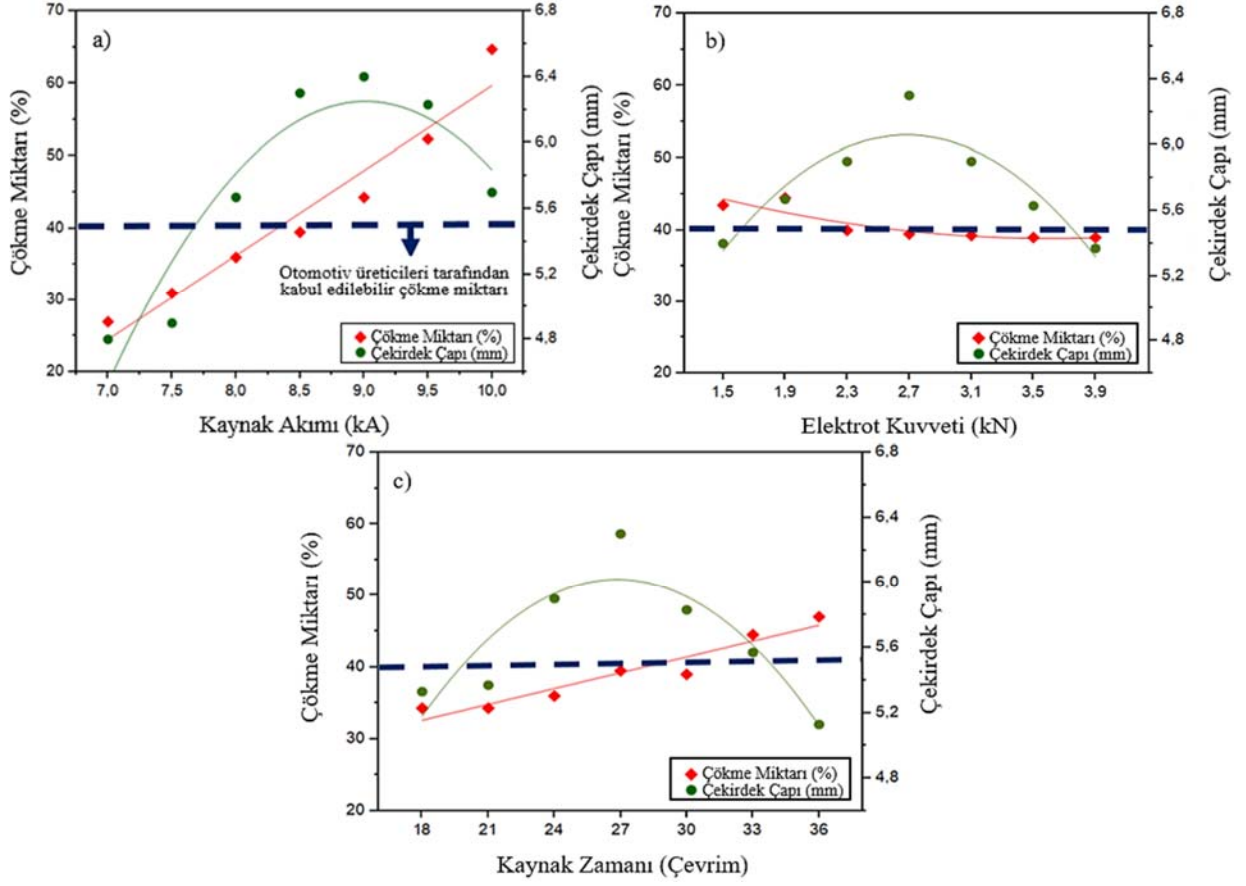 a)
70
60
50
40
30
20
Çökme Miktarı (%)
6,8
6,4
6,0
5,6
5,2
4,8
Çekirdek Çapı (mm)
Otomotiv üreticileri tarafından
kabul edilebilir çökme miktarı
Çökme Miktarı (%)
Çekirdek Çapı (mm)
7,0 7,5 8,0 8,5 9,0 9,5 10,0
Kaynak Akımı (kA)
b)
70
60
50
40
30
20
Çökme Miktarı (%)
6,8
6,4
6,0
5,6
5,2
4,8
Çekirdek Çapı (mm)
Çökme Miktarı (%)
Çekirdek Çapı (mm)
1,5 1,9 2,3 2,7 3,1 3,5 3,9
Elektrot Kuvveti (kN)
c)
70
60
50
40
30
20
Çökme Miktarı (%)
6,8
6,4
6,0
5,6
5,2
4,8
Çekirdek Çapı (mm)
Çökme Miktarı (%)
Çekirdek Çapı (mm)
18 21 24 27 30 33 36
Kaynak Zamanı (Çevrim)